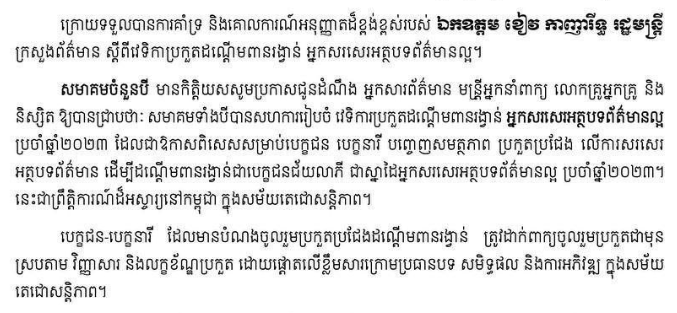 ក្រោយទទួលបានការគាំទ្រ និងគោលការណ៍អនុញ្ញាតដ៏ខ្ពង់ខ្ពស់របស់ ឯកឧត្តម ខៀវ កាញារីទ្ធ រដ្ឋមន្ត្រី
ក្រសួងព័ត៌មាន ស្ដីពីវេទិកាប្រកួតដណ្ដើមពានរង្វាន់ អ្នកសរសេរអត្ថបទព័ត៌មានល្អ។
សមាគមចំនួនបី មានកិត្តិយសសូមប្រកាសជូនដំណឹង អ្នកសារព័ត៌មាន មន្ត្រីអ្នកនាំពាក្យ លោកគ្រូអ្នកគ្រូ និង
និស្សិត ឱ្យបានជ្រាបថា៖ សមាគមទាំងបីបានសហការរៀបចំ វេទិការប្រកួតដណ្ដើមពានរង្វាន់ អ្នកសរសេរអត្ថបទព័ត៌មានល្អ
ប្រចាំឆ្នាំ២០២៣ ដែលជាឱកាសពិសេសសម្រាប់បេក្ខជន បេក្ខនារី បញ្ចេញសមត្ថភាព ប្រកួតប្រជែង លើការសរសេរ
អត្ថបទព័ត៌មាន ដើម្បីដណ្ដើមពានរង្វាន់ជាបេក្ខជនជ័យលាភី ជាស្នាដៃអ្នកសរសេរអត្ថបទព័ត៌មានល្អ ប្រចាំឆ្នាំ២០២៣។
នេះជាព្រឹត្តិការណ៍ដ៏អស្ចារ្យនៅកម្ពុជា ក្នុងសម័យតេជោសន្តិភាព។
បេក្ខជន-បេក្ខនារី ដែលមានបំណងចូលរួមប្រកួតប្រជែងដណ្ដើមពានរង្វាន់ ត្រូវដាក់ពាក្យចូលរួមប្រកួតជាមុន
ស្របតាម វិញ្ញាសារ និងលក្ខខ័ណ្ឌប្រកួត ដោយផ្ដោតលើខ្លឹមសារក្រោមប្រធានបទ សមិទ្ធផល និងការអភិវឌ្ឍ ក្នុងសម័យ
តេជោសន្តិភាព។